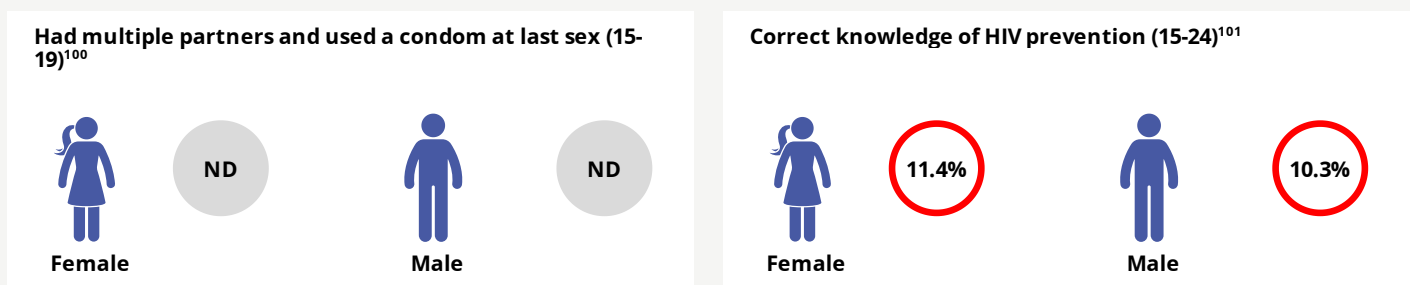 Had multiple partners and used a condom at last sex (15-
19)¹⁰⁰
ND
ND
Female
Male
Correct knowledge of HIV prevention (15-24)¹⁰¹
11.4%
10.3%
Female
Male